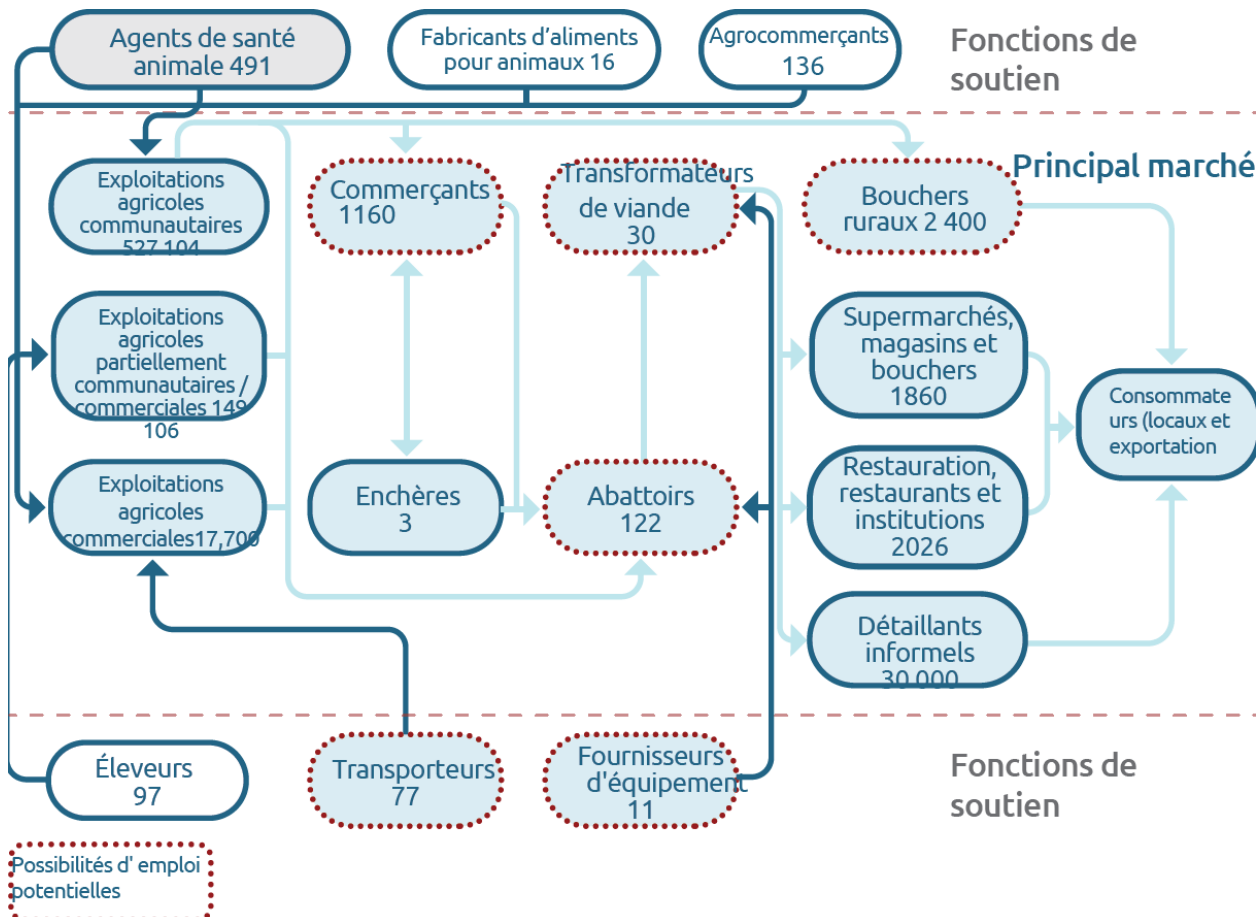 Agents de santé
animale 491
Fabricants d’aliments
pour animaux 16
Agrocommerçants
136
Fonctions de
soutien
Exploitations
agricoles
communautaires
527 104
Commerçants
1160
Transformateurs
de viande
30
Bouchers
ruraux 2 400
Principal marché
Exploitations
agricoles
partiellement
communautaires /
commerciales 149
106
Supermarchés,
magasins et
bouchers
1860
Consommate
urs (locaux et
exportation
Exploitations
agricoles
commerciales17,700
Enchères
3
Abattoirs
122
Restauration,
restaurants et
institutions
2026
Détaillants
informels
30 000
Éleveurs
97
Transporteurs
77
Fournisseurs
d'équipement
11
Fonctions de
soutien
Possibilités d' emploi
potentielles